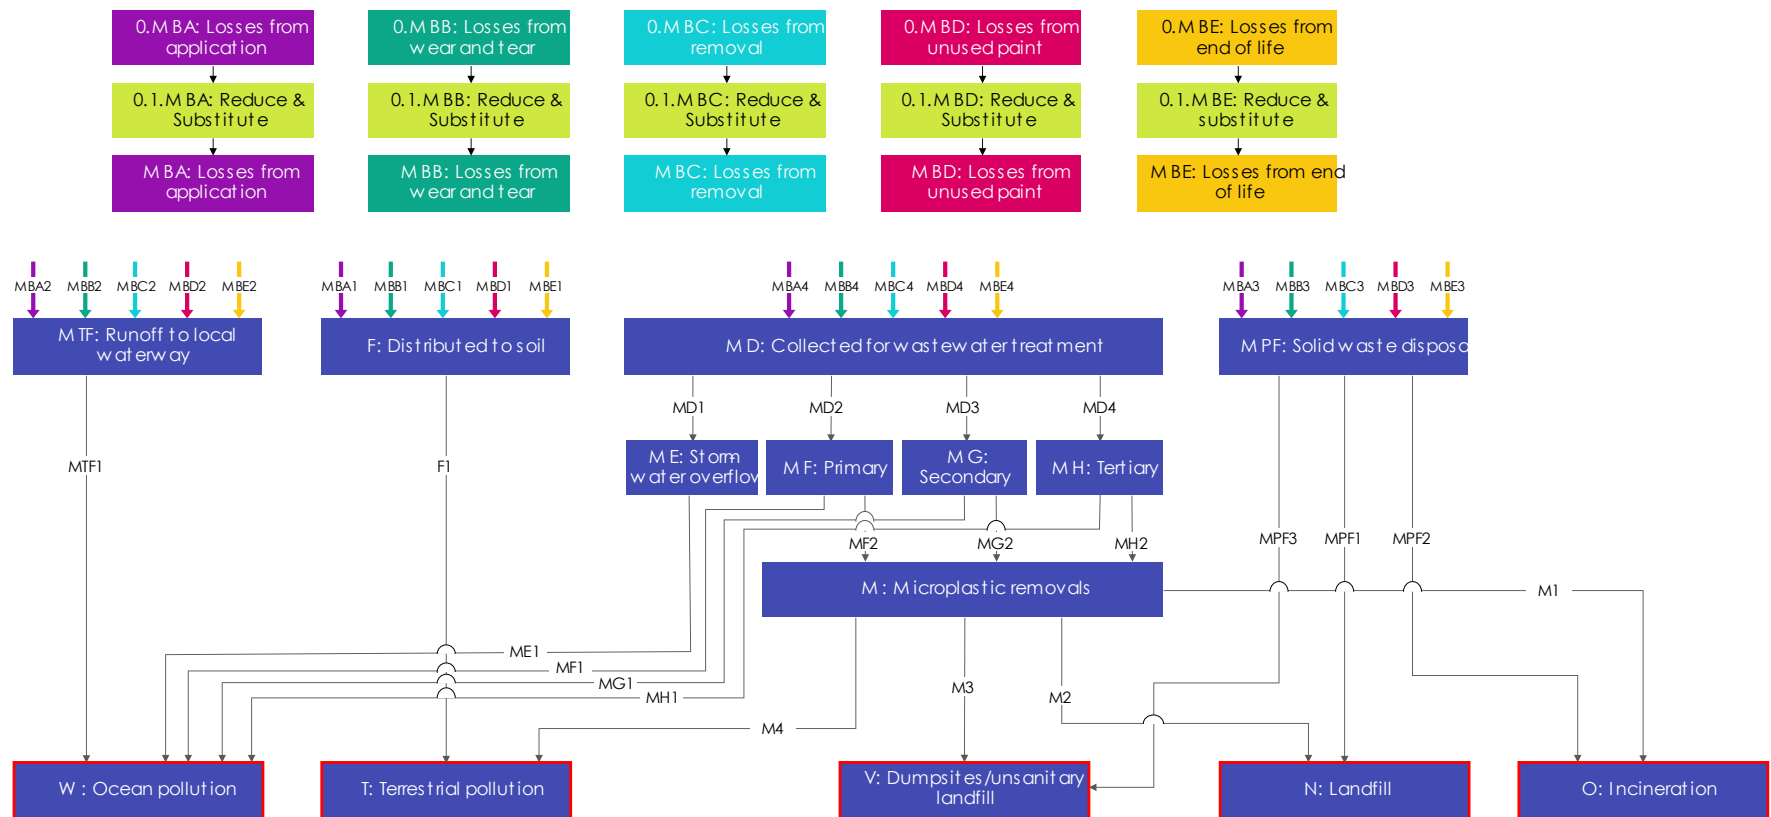 0.MBA: Losses from
application
0.MBB: Losses from
wear and tear
0.MBC: Losses from
removal
0.MBD: Losses from
unused paint
0.MBE: Losses from
end of life
0.1.MBA: Reduce &
Substitute
0.1.MBB: Reduce &
Substitute
0.1.MBC: Reduce &
Substitute
0.1.MBD: Reduce &
Substitute
0.1.MBE: Reduce &
substitute
MBA: Losses from
application
MBB: Losses from
wear and tear
MBC: Losses from
removal
MBD: Losses from
unused paint
MBE: Losses from end
of life
MBA2
MBB2
MBC2
MBD2
MBE2
MBA1
MBB1
MBC1
MBD1
MBE1
MBA4
MBB4
MBC4
MBD4
MBE4
MBA3
MBB3
MBC3
MBD3
MBE3
MTF: Runoff to local
waterway
F: Distributed to soil
MD: Collected for wastewater treatment
MPF: Solid waste disposa
MD1
MD2
MD3
MD4
ME: Storm-
water overflow
MF: Primary
MG:
Secondary
MH: Tertiary
MTF1
F1
MF2
MG2
MH2
MPF3
MPF1
MPF2
M: Microplastic removals
M1
ME1
MF1
MG1
MH1
M3
M2
M4
W: Ocean pollution
T: Terrestrial pollution
V: Dumpsites/unsanitary
landfill
N: Landfill
O: Incineration